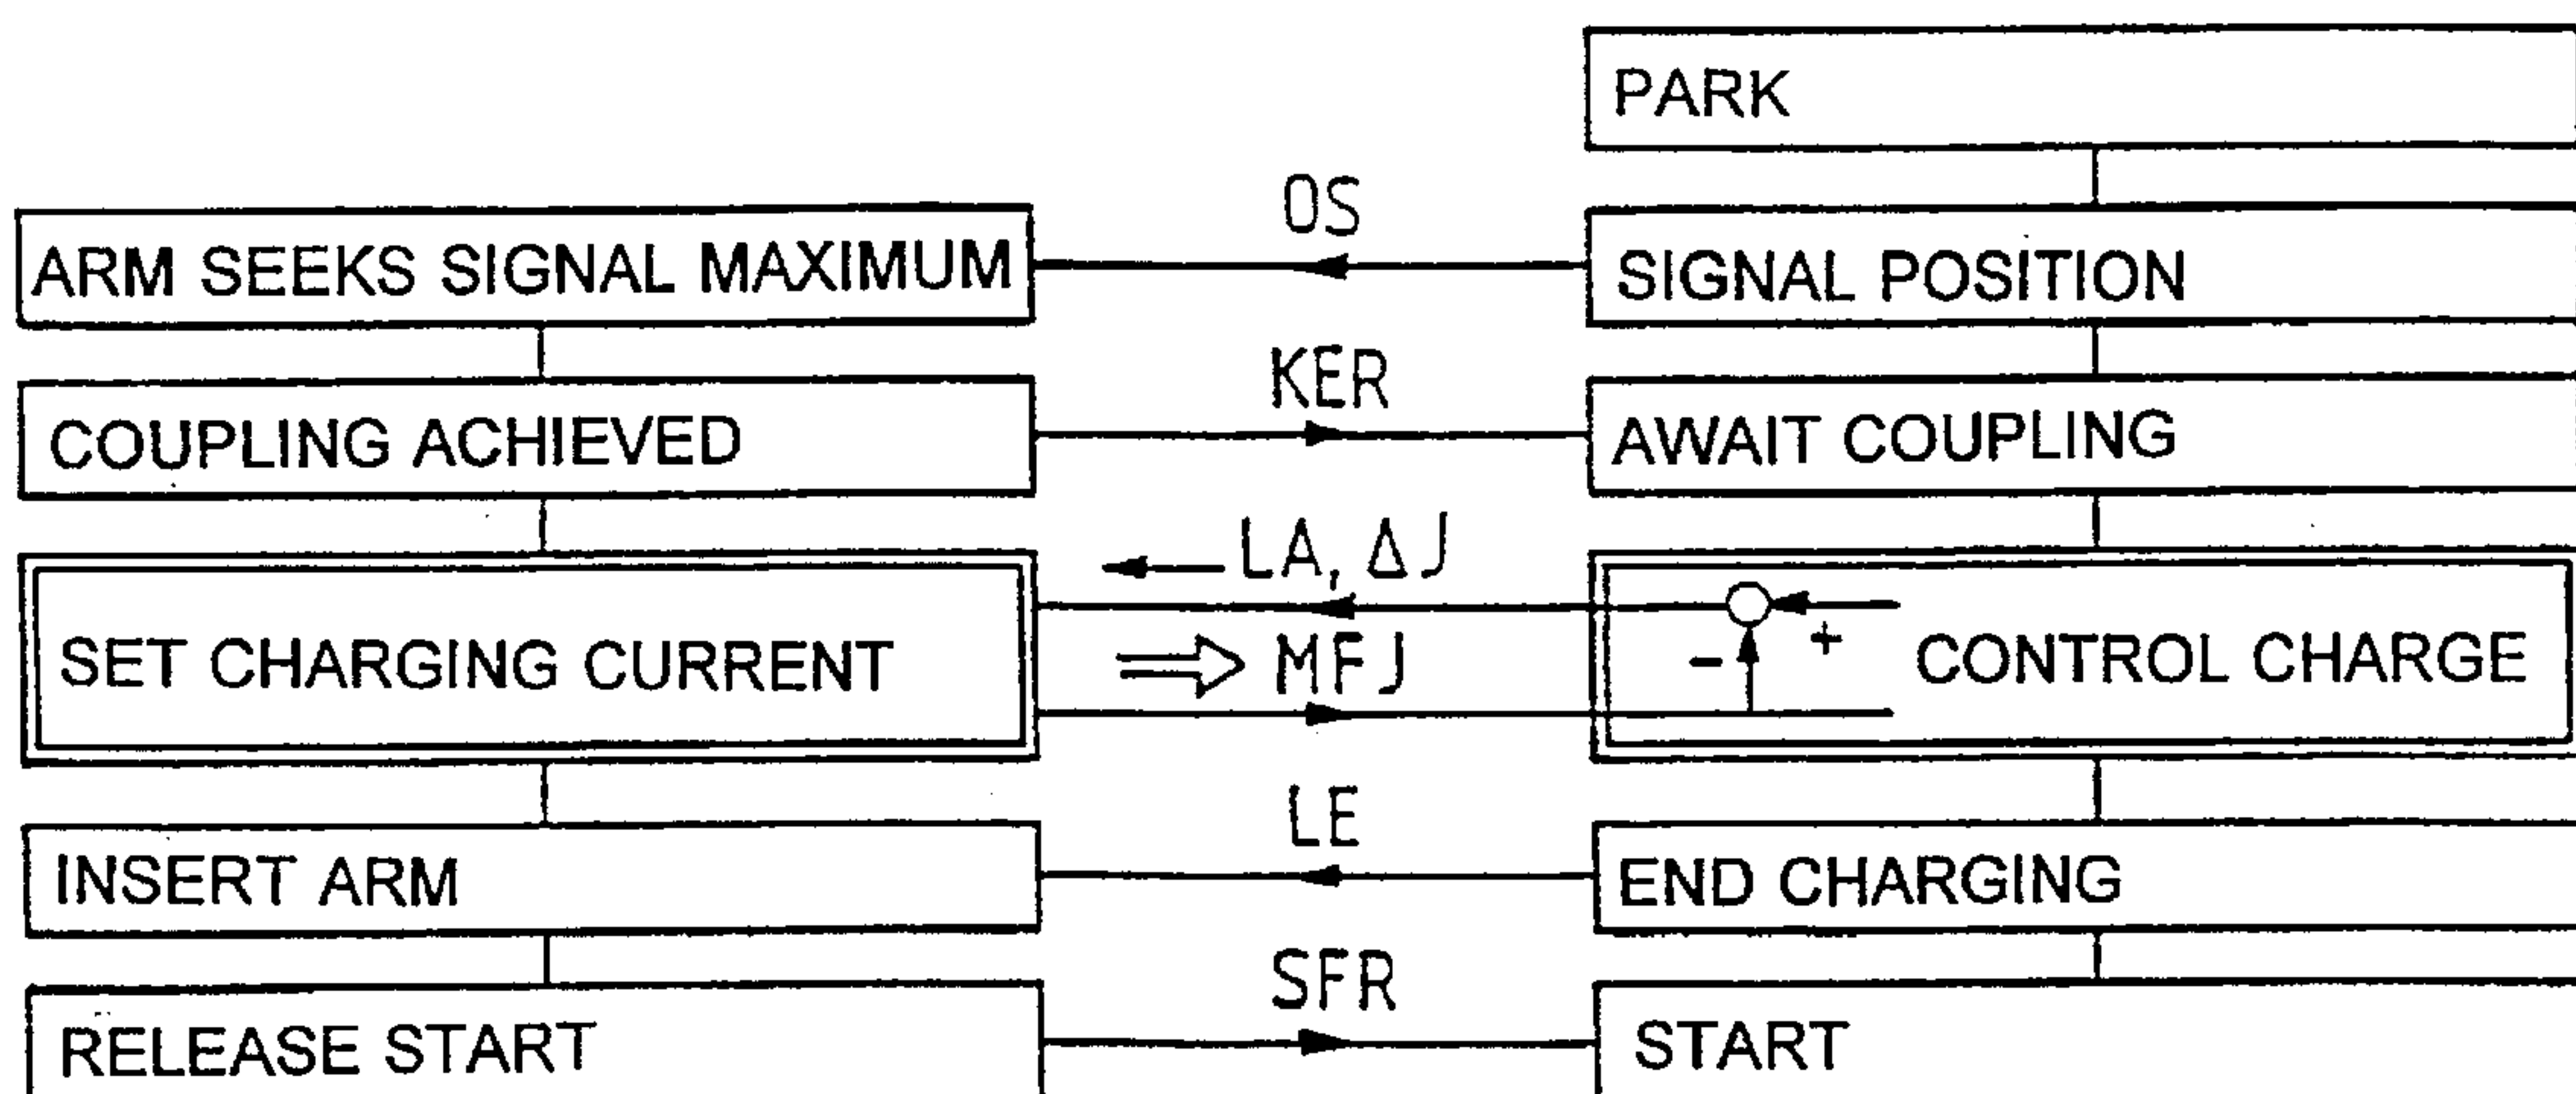 PARK
OS
ARM SEEKS SIGNAL MAXIMUM
SIGNAL POSITION
KER
COUPLING ACHIEVED
AWAIT COUPLING
LA, ΔJ
SET CHARGING CURRENT
MFJ
- +
CONTROL CHARGE
LE
INSERT ARM
END CHARGING
SFR
RELEASE START
START